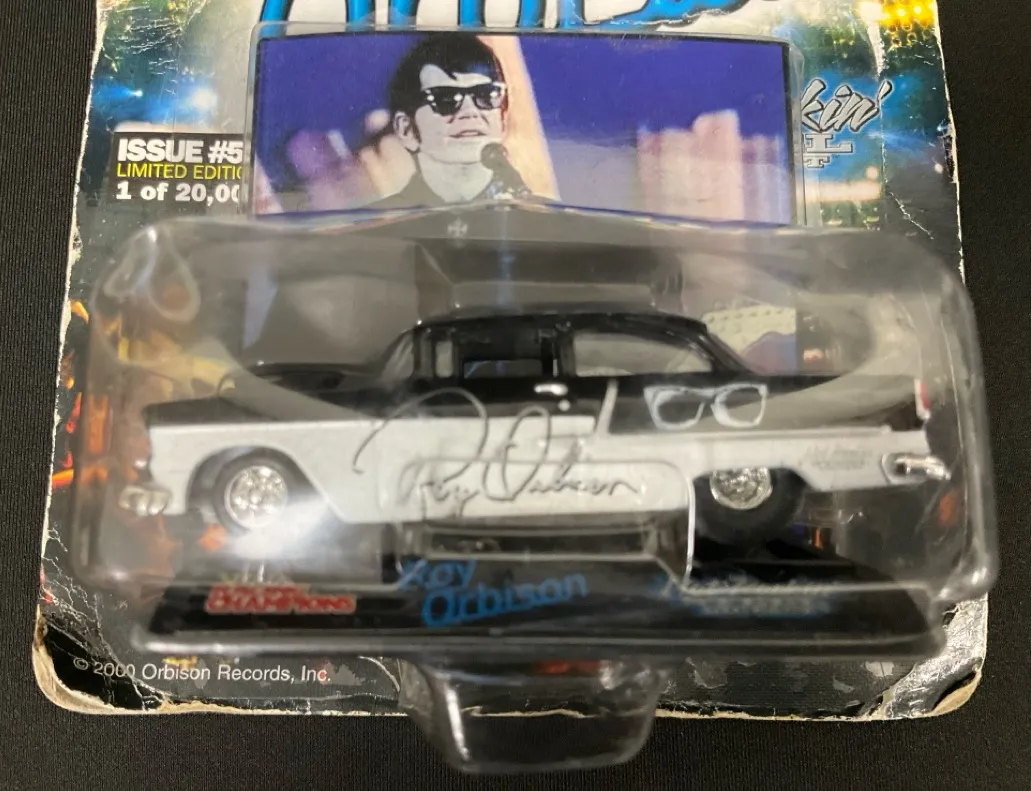 ISSUE #5
LIMITED EDITIO
1 of 20,00
kin'
Roy Orbison
CHAMPIONS
Roy
Orbison
© 2000 Orbison Records, Inc.